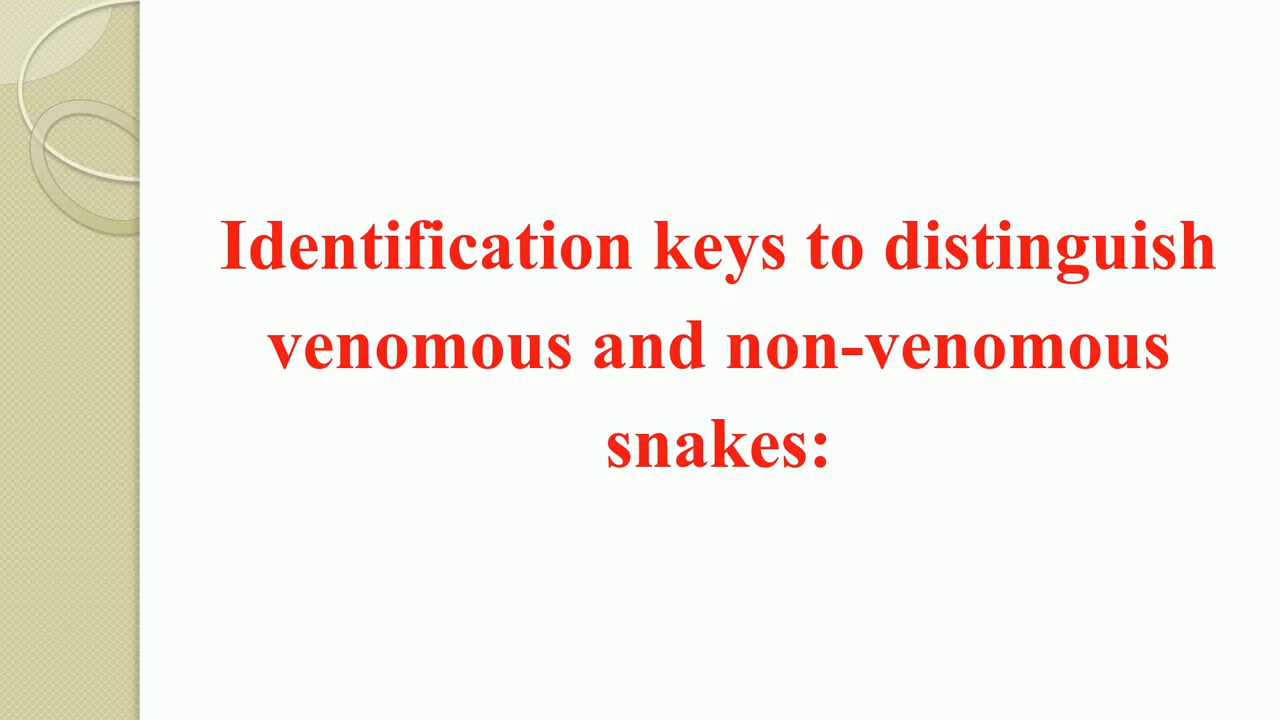 Identification keys to distinguish
venomous and non-venomous
snakes: